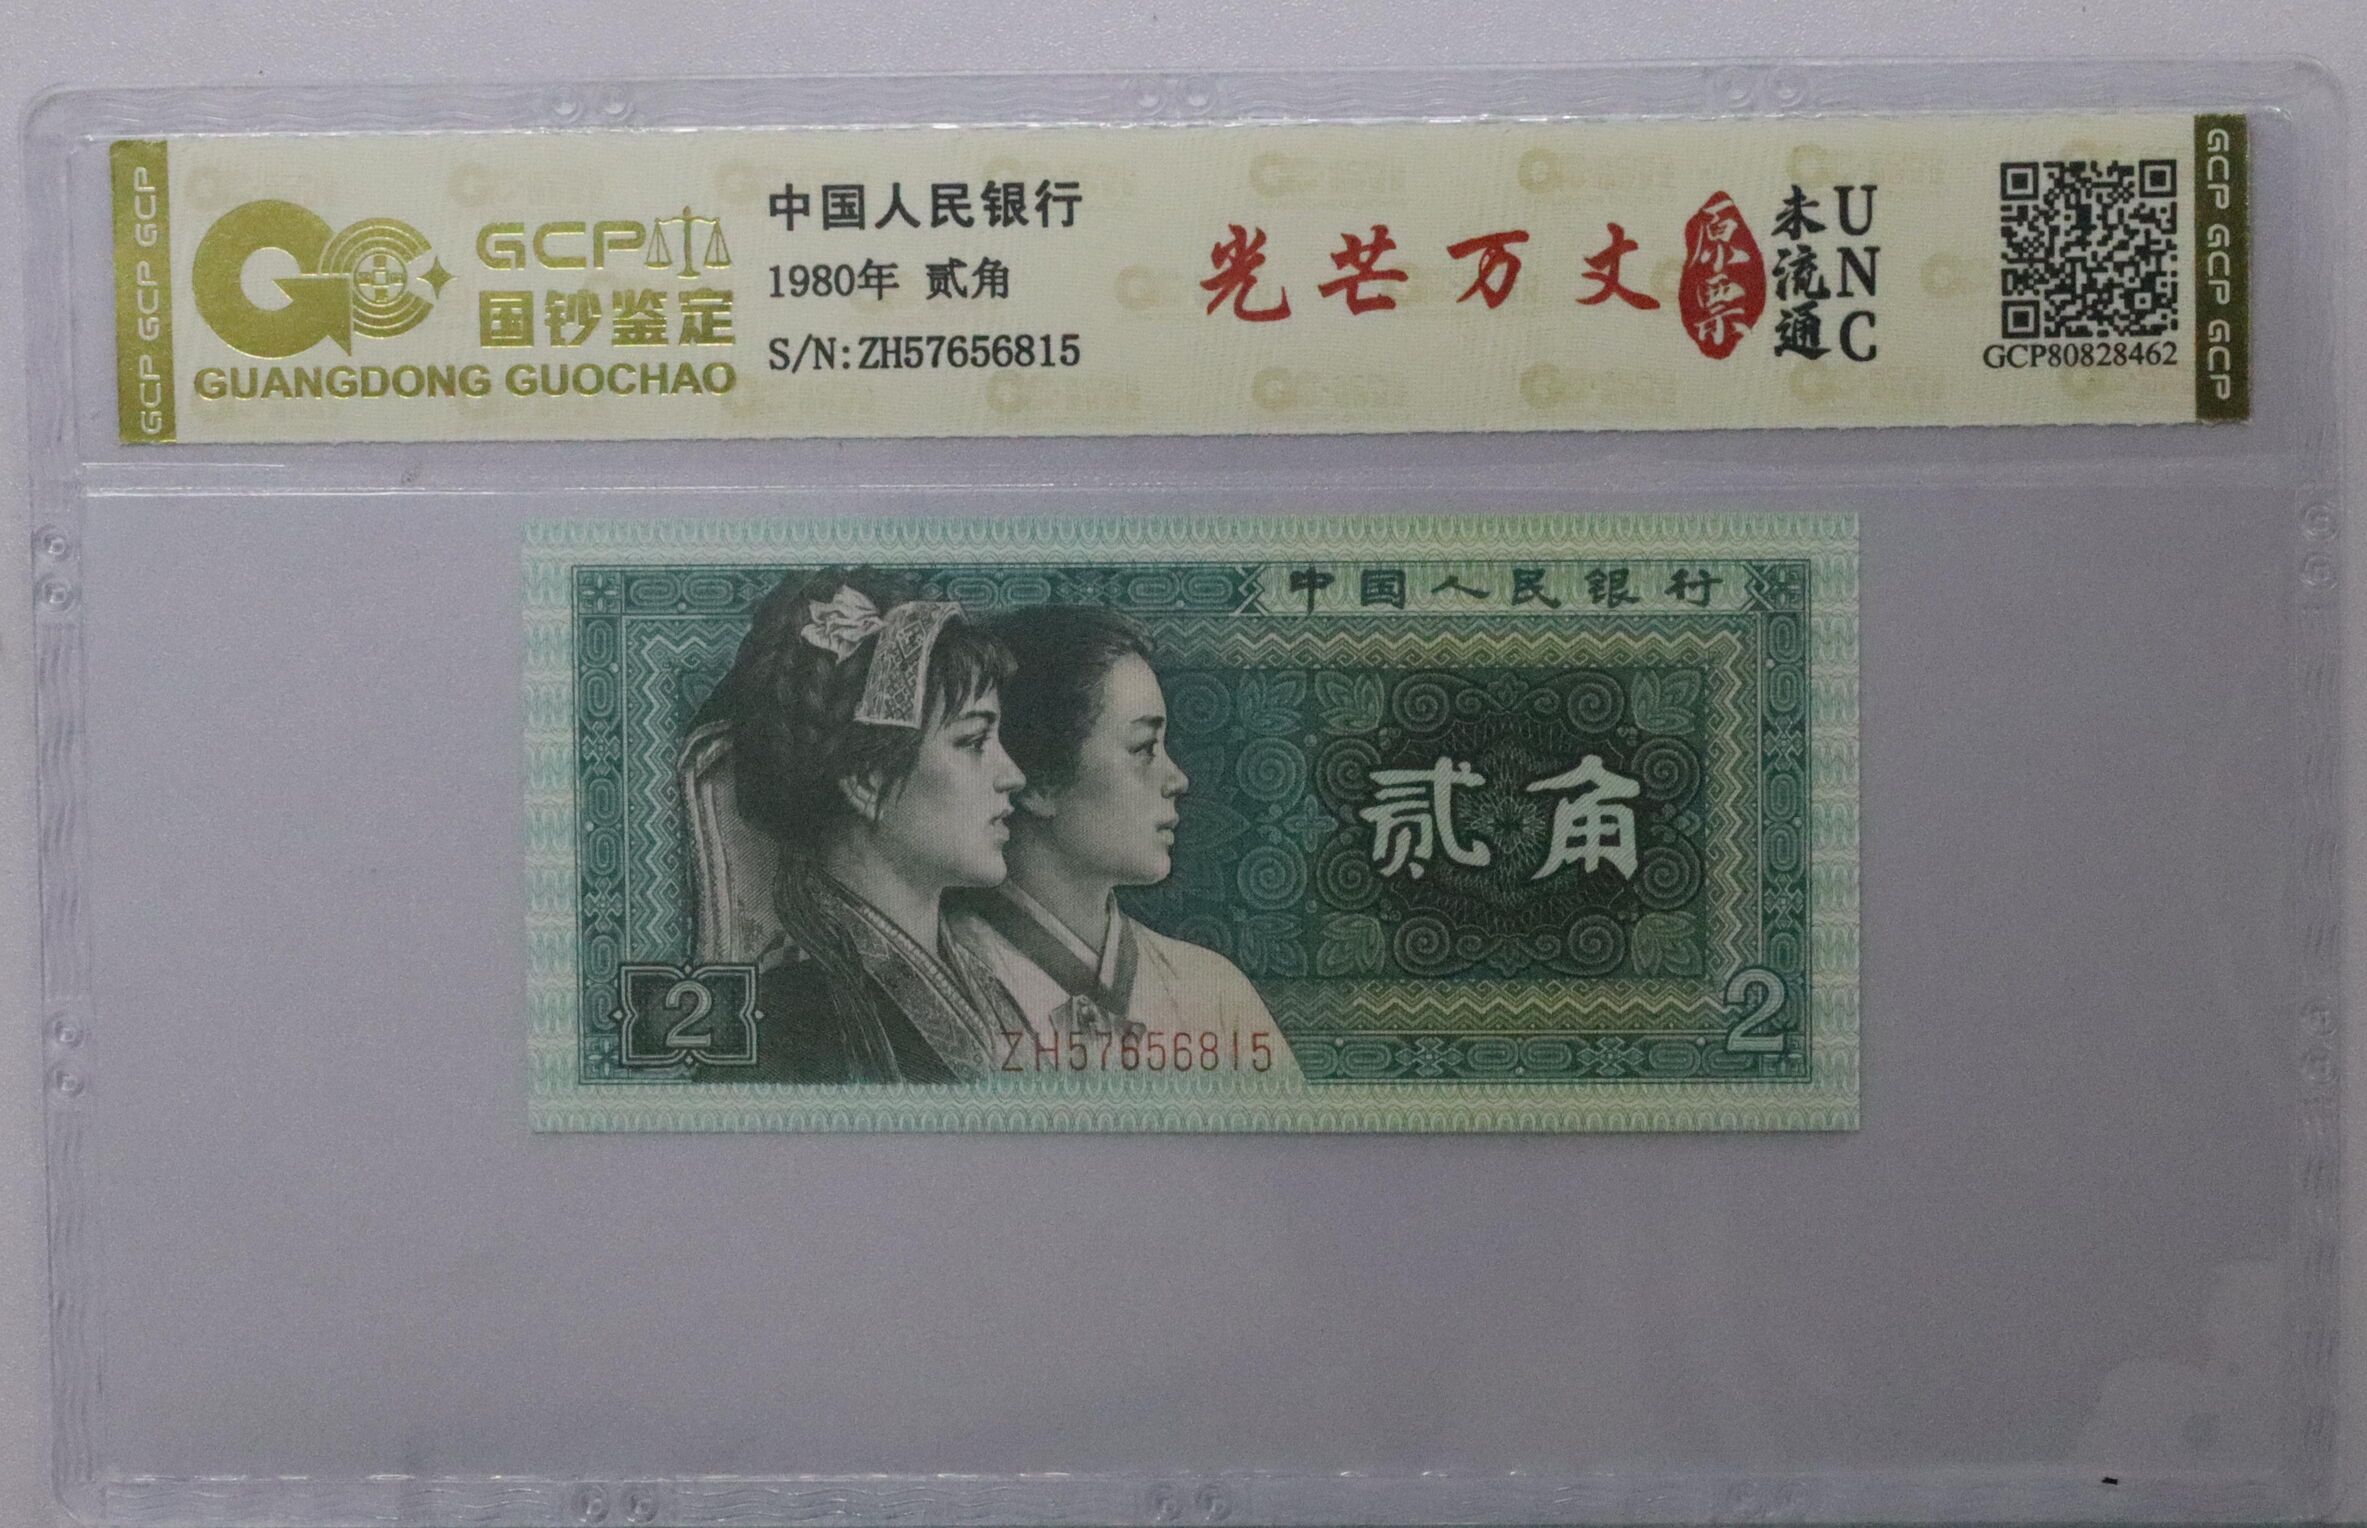 GCP GCP GCP
GCP
国钞鉴定
GUANGDONG GUOCHAO
中国人民银行
1980年 贰角
S/N:ZH57656815
光芒万丈
原票
未流通
UNC
GCP80828462
GCP GCP GCP
中国人民银行
贰角
2
2
ZH57656815